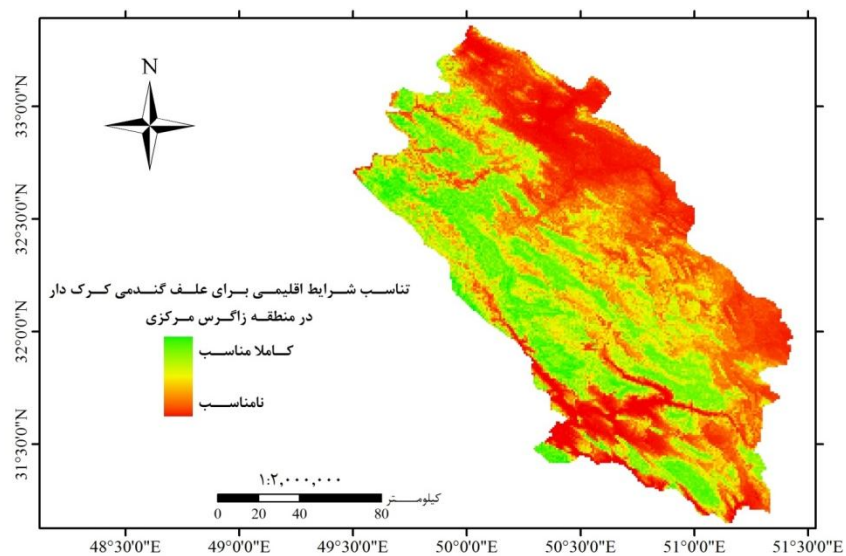 N
33°0'0"N
32°30'0"N
32°0'0"N
31°30'0"N
تناسب شرایط اقلیمی برای علف گندمی کرک دار
در منطقه زاگرس مرکزی
کاملا مناسب
نامناسب
1:۲,۰۰۰,۰۰۰
کیلومتر
0 20 40 80
48°30'0"E 49°0'0"E 49°30'0"E 50°0'0"E 50°30'0"E 51°0'0"E 51°30'0"E